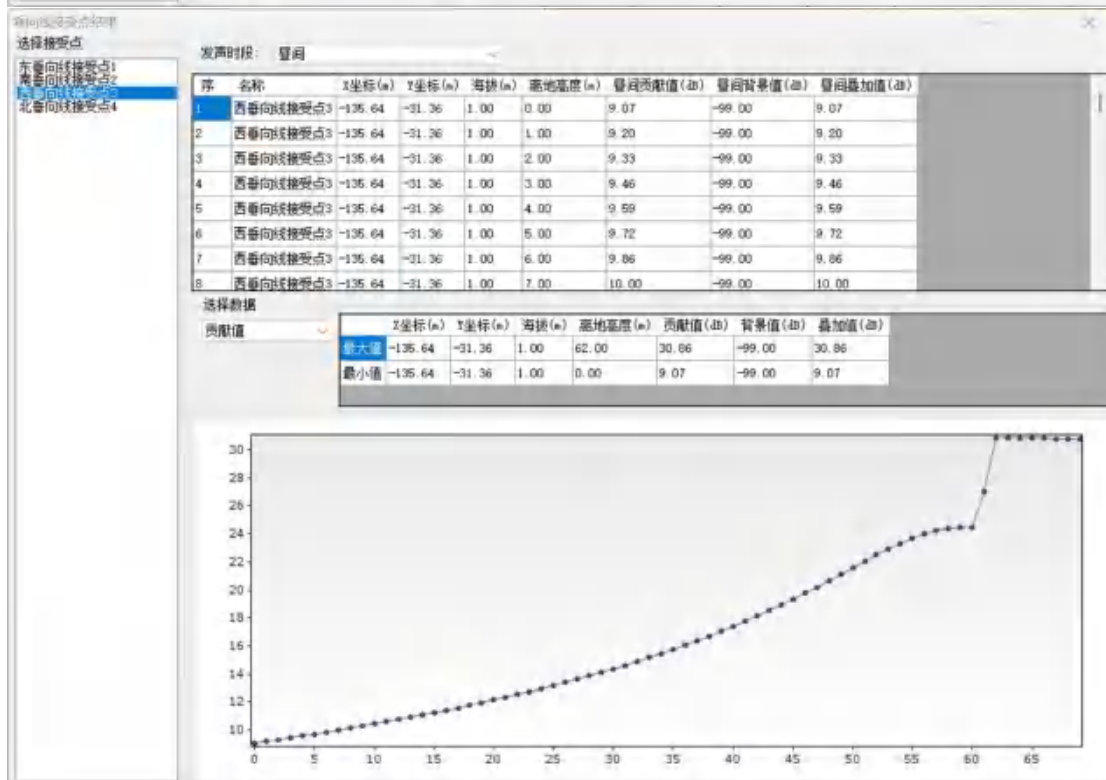 垂向线接受点结果
选择接受点
东垂向线接受点1
南垂向线接受点2
西垂向线接受点3
北垂向线接受点4
发声时段: 昼间
序 名称 X坐标(m) Y坐标(m) 海拔(m) 离地高度(m) 昼间贡献值(dB) 昼间背景值(dB) 昼间叠加值(dB)
1 西垂向线接受点3 -135.64 -31.36 1.00 0.00 9.07 -99.00 9.07
2 西垂向线接受点3 -135.64 -31.36 1.00 1.00 9.20 -99.00 9.20
3 西垂向线接受点3 -135.64 -31.36 1.00 2.00 9.33 -99.00 9.33
4 西垂向线接受点3 -135.64 -31.36 1.00 3.00 9.46 -99.00 9.46
5 西垂向线接受点3 -135.64 -31.36 1.00 4.00 9.59 -99.00 9.59
6 西垂向线接受点3 -135.64 -31.36 1.00 5.00 9.72 -99.00 9.72
7 西垂向线接受点3 -135.64 -31.36 1.00 6.00 9.86 -99.00 9.86
8 西垂向线接受点3 -135.64 -31.36 1.00 7.00 10.00 -99.00 10.00
选择数据
贡献值
X坐标(m) Y坐标(m) 海拔(m) 离地高度(m) 贡献值(dB) 背景值(dB) 叠加值(dB)
最大值 -135.64 -31.36 1.00 62.00 30.86 -99.00 30.86
最小值 -135.64 -31.36 1.00 0.00 9.07 -99.00 9.07
30
28
26
24
22
20
18
16
14
12
10
0 5 10 15 20 25 30 35 40 45 50 55 60 65